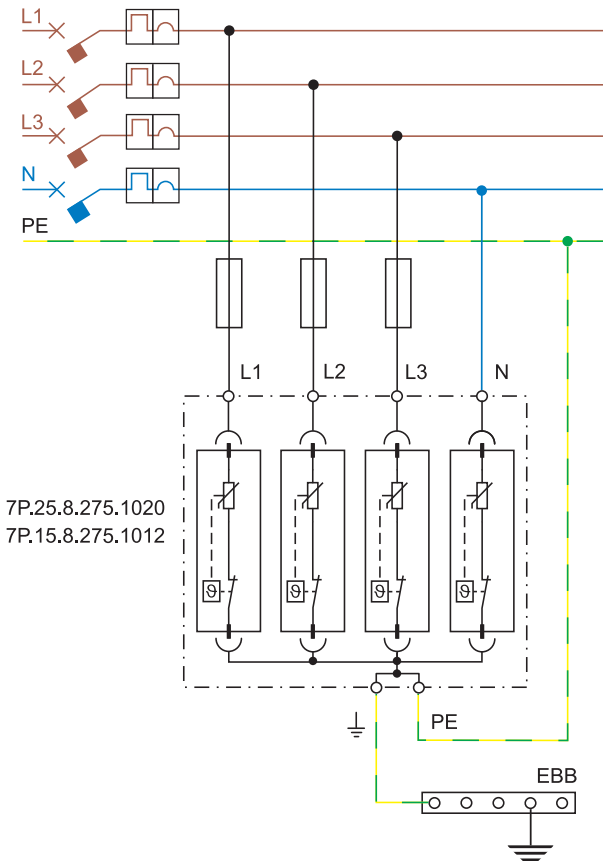 L1
L2
L3
N
PE
L1 L2 L3 N
7P.25.8.275.1020
7P.15.8.275.1012
ϑ ϑ ϑ ϑ
PE
EBB